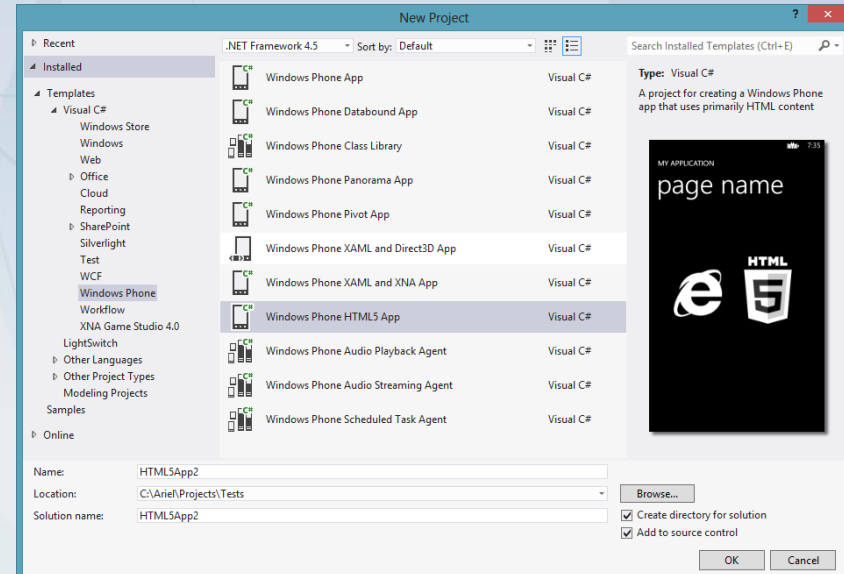 New Project
? ×
Recent
Installed
Templates
Visual C#
Windows Store
Windows
Web
Office
Cloud
Reporting
SharePoint
Silverlight
Test
WCF
Windows Phone
Workflow
XNA Game Studio 4.0
LightSwitch
Other Languages
Other Project Types
Modeling Projects
Samples
Online
.NET Framework 4.5 Sort by: Default
C# Windows Phone App Visual C#
C# Windows Phone Databound App Visual C#
C# Windows Phone Class Library Visual C#
C# Windows Phone Panorama App Visual C#
C# Windows Phone Pivot App Visual C#
Windows Phone XAML and Direct3D App Visual C#
C# Windows Phone XAML and XNA App Visual C#
C# Windows Phone HTML5 App Visual C#
C# Windows Phone Audio Playback Agent Visual C#
C# Windows Phone Audio Streaming Agent Visual C#
C# Windows Phone Scheduled Task Agent Visual C#
Search Installed Templates (Ctrl+E)
Type: Visual C#
A project for creating a Windows Phone
app that uses primarily HTML content
7:35
MY APPLICATION
page name
HTML
5
Name: HTML5App2
Location: C:\Ariel\Projects\Tests Browse...
Solution name: HTML5App2 Create directory for solution
Add to source control
OK Cancel